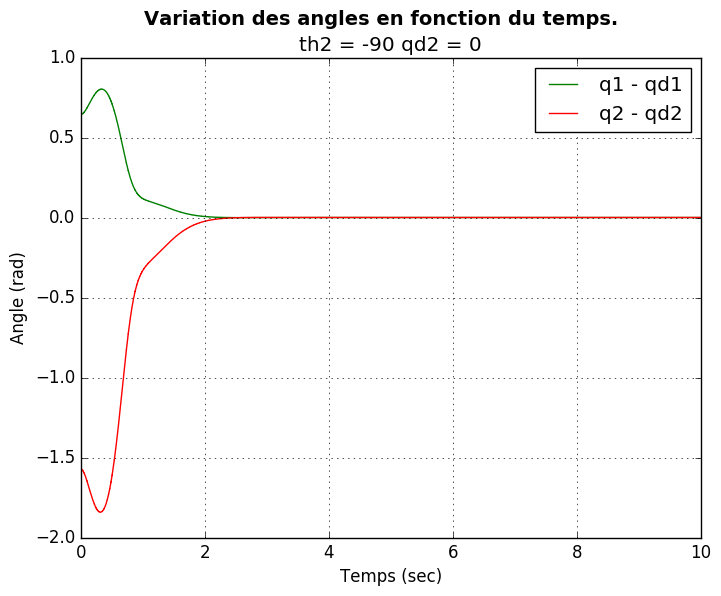 Variation des angles en fonction du temps.
th2 = -90 qd2 = 0
q1 - qd1
q2 - qd2
1.0
0.5
0.0
−0.5
−1.0
−1.5
−2.0
Angle (rad)
0 2 4 6 8 10
Temps (sec)